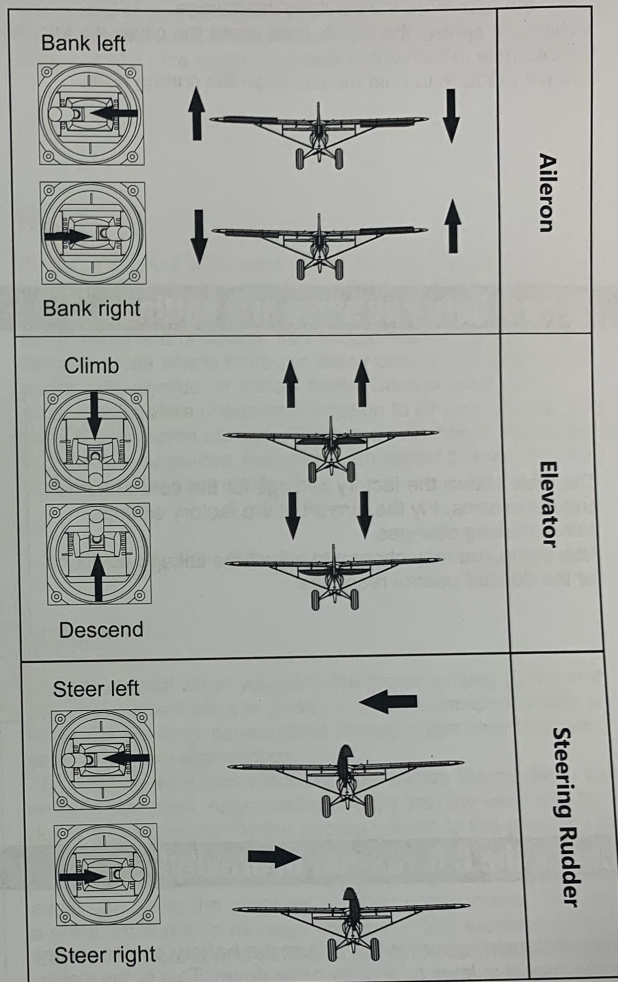 Bank left
Bank right
Aileron
Climb
Descend
Elevator
Steer left
Steer right
Steering Rudder